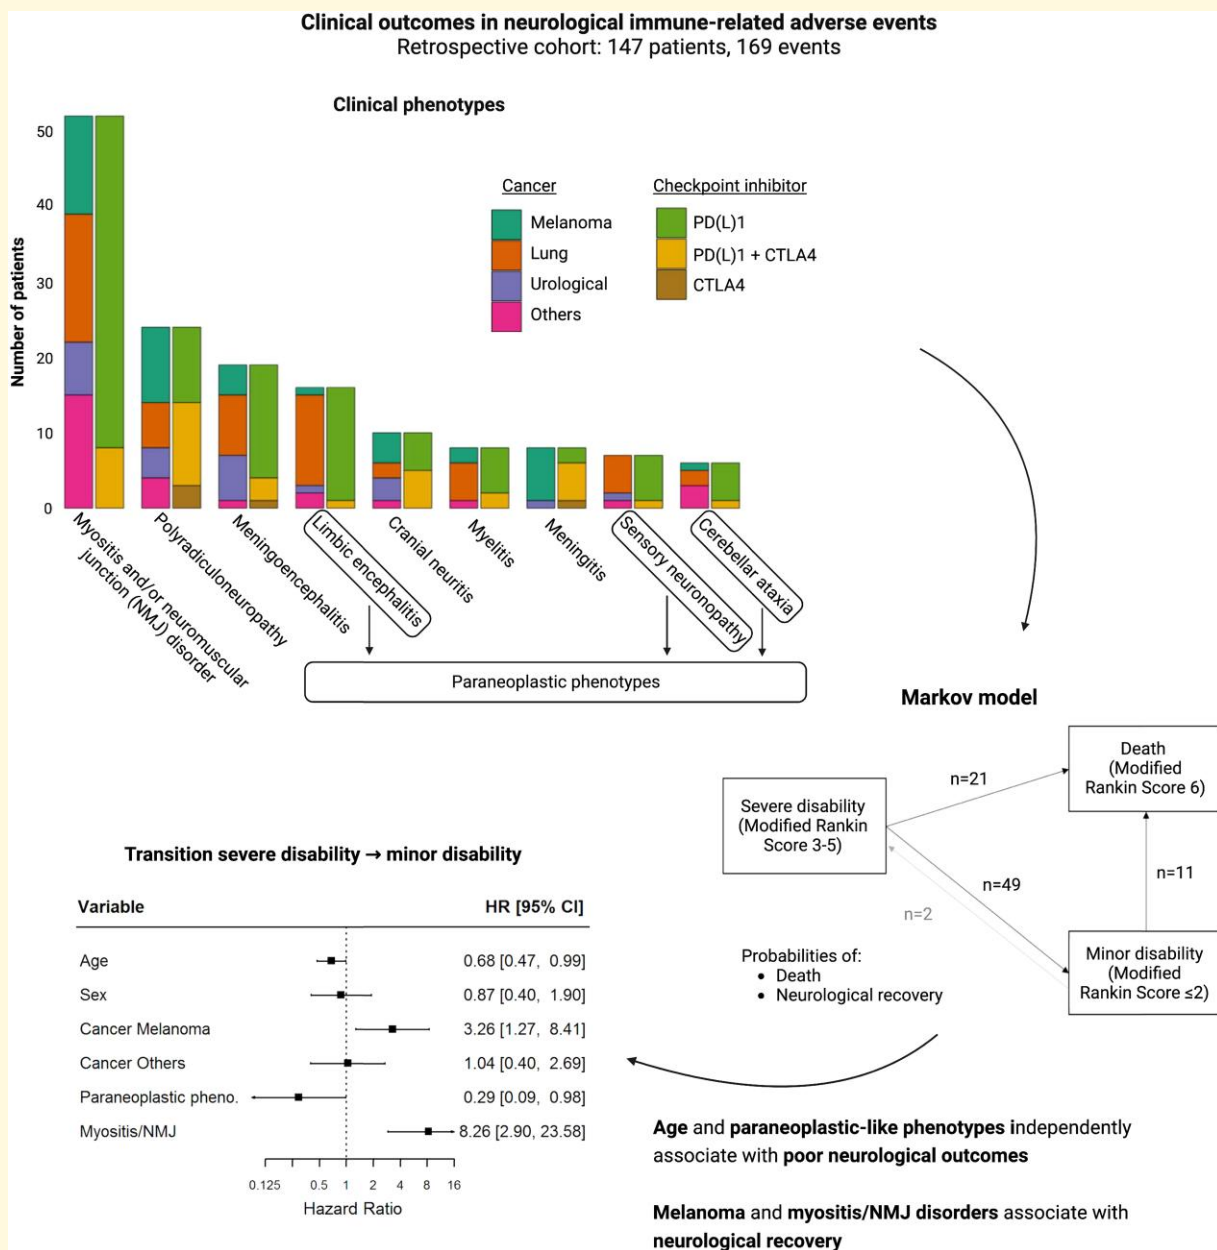 Clinical outcomes in neurological immune-related adverse events
Retrospective cohort: 147 patients, 169 events
Clinical phenotypes
Number of patients
50
40
30
20
10
0
Cancer
Melanoma
Lung
Urological
Others
Checkpoint inhibitor
PD(L)1
PD(L)1 + CTLA4
CTLA4
Myositis and/or neuromuscular
junction (NMJ) disorder
Polyradiculoneuropathy
Meningoencephalitis
Limbic encephalitis
Cranial neuritis
Myelitis
Meningitis
Sensory neuronopathy
Cerebellar ataxia
Paraneoplastic phenotypes
Markov model
Severe disability
(Modified Rankin
Score 3-5)
Death
(Modified
Rankin Score 6)
Minor disability
(Modified
Rankin Score ≤2)
n=21
n=49
n=2
n=11
Probabilities of:
• Death
• Neurological recovery
Transition severe disability → minor disability
Variable HR [95% CI]
Age 0.68 [0.47, 0.99]
Sex 0.87 [0.40, 1.90]
Cancer Melanoma 3.26 [1.27, 8.41]
Cancer Others 1.04 [0.40, 2.69]
Paraneoplastic pheno. 0.29 [0.09, 0.98]
Myositis/NMJ 8.26 [2.90, 23.58]
0.125 0.5 1 2 4 8 16
Hazard Ratio
Age and paraneoplastic-like phenotypes independently
associate with poor neurological outcomes
Melanoma and myositis/NMJ disorders associate with
neurological recovery